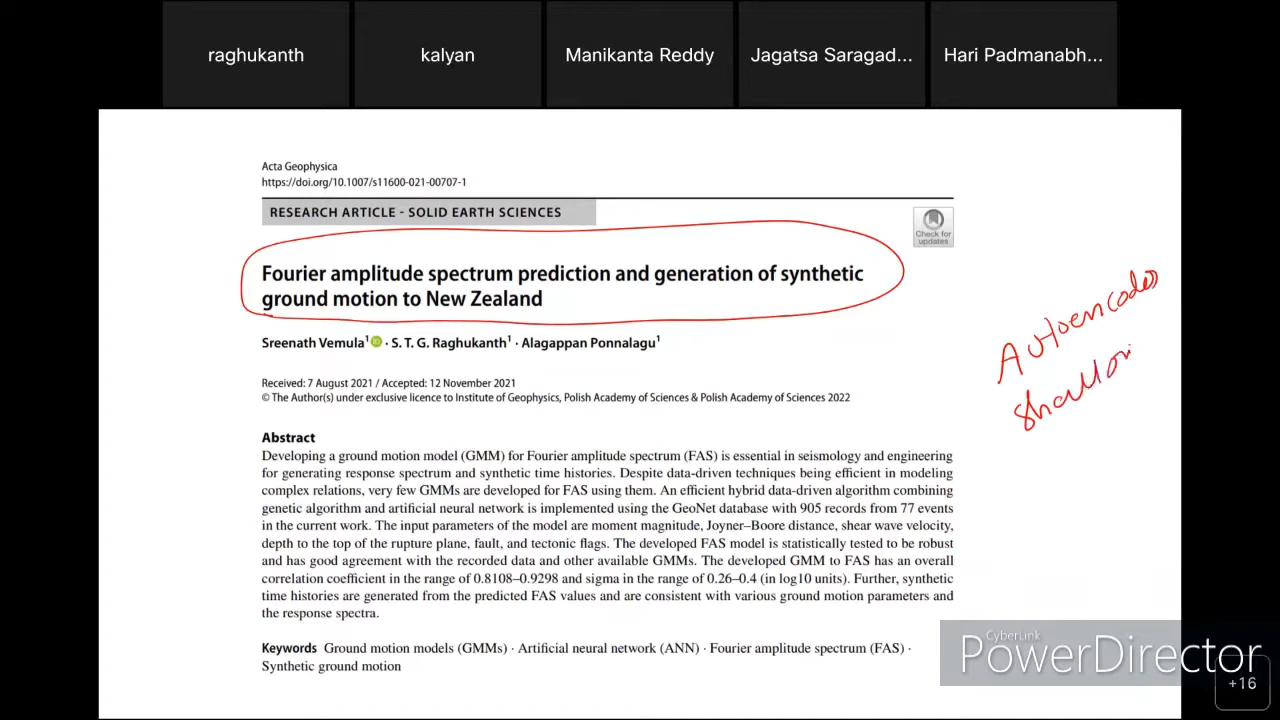 raghukanth
kalyan
Manikanta Reddy
Jagatsa Saragad...
Hari Padmanabh...
Acta Geophysica
https://doi.org/10.1007/s11600-021-00707-1
RESEARCH ARTICLE - SOLID EARTH SCIENCES
Check for
updates
Fourier amplitude spectrum prediction and generation of synthetic
ground motion to New Zealand
Autoencoder
Sreenath Vemula¹ · S. T. G. Raghukanth¹ · Alagappan Ponnalagu¹
Received: 7 August 2021 / Accepted: 12 November 2021
© The Author(s) under exclusive licence to Institute of Geophysics, Polish Academy of Sciences & Polish Academy of Sciences 2022
Abstract
Developing a ground motion model (GMM) for Fourier amplitude spectrum (FAS) is essential in seismology and engineering
for generating response spectrum and synthetic time histories. Despite data-driven techniques being efficient in modeling
complex relations, very few GMMs are developed for FAS using them. An efficient hybrid data-driven algorithm combining
genetic algorithm and artificial neural network is implemented using the GeoNet database with 905 records from 77 events
in the current work. The input parameters of the model are moment magnitude, Joyner–Boore distance, shear wave velocity,
depth to the top of the rupture plane, fault, and tectonic flags. The developed FAS model is statistically tested to be robust
and has good agreement with the recorded data and other available GMMs. The developed GMM to FAS has an overall
correlation coefficient in the range of 0.8108–0.9298 and sigma in the range of 0.26–0.4 (in log10 units). Further, synthetic
time histories are generated from the predicted FAS values and are consistent with various ground motion parameters and
the response spectra.
Keywords Ground motion models (GMMs) · Artificial neural network (ANN) · Fourier amplitude spectrum (FAS) ·
Synthetic ground motion
CyberLink
PowerDirector
+16